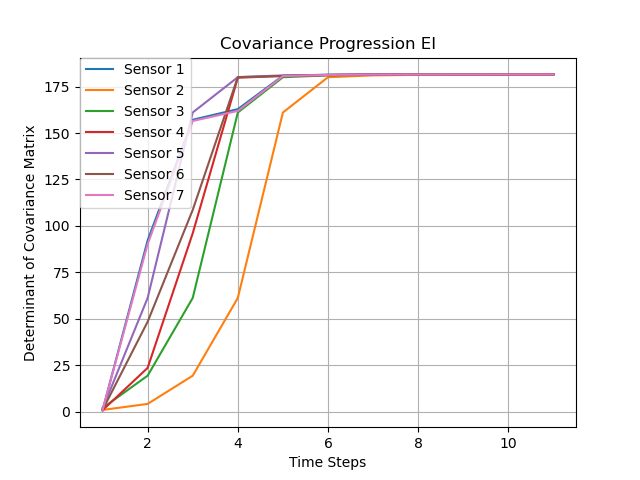 Covariance Progression EI
Sensor 1
Sensor 2
Sensor 3
Sensor 4
Sensor 5
Sensor 6
Sensor 7
175
150
125
100
75
50
25
0
Determinant of Covariance Matrix
2 4 6 8 10
Time Steps